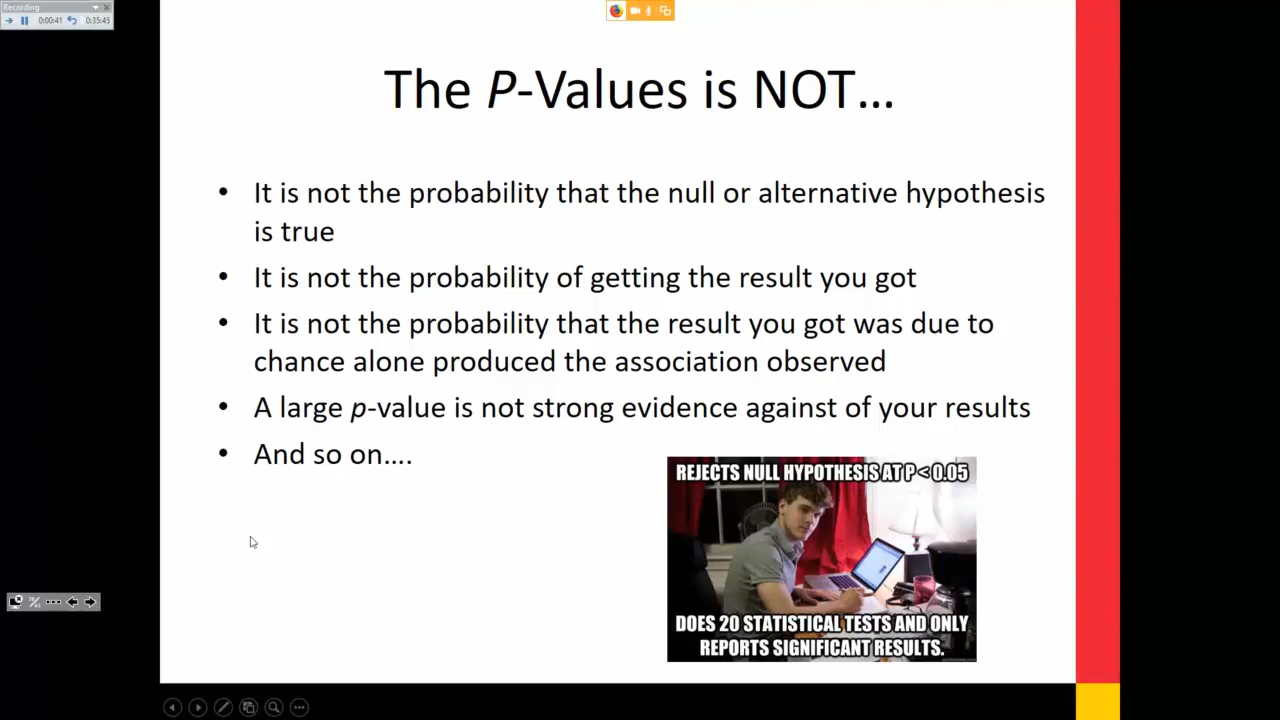 Recording
0:00:41
0:35:45
The P-Values is NOT...
• It is not the probability that the null or alternative hypothesis
is true
• It is not the probability of getting the result you got
• It is not the probability that the result you got was due to
chance alone produced the association observed
• A large p-value is not strong evidence against of your results
• And so on....
REJECTS NULL HYPOTHESIS AT P < 0.05
DOES 20 STATISTICAL TESTS AND ONLY
REPORTS SIGNIFICANT RESULTS.